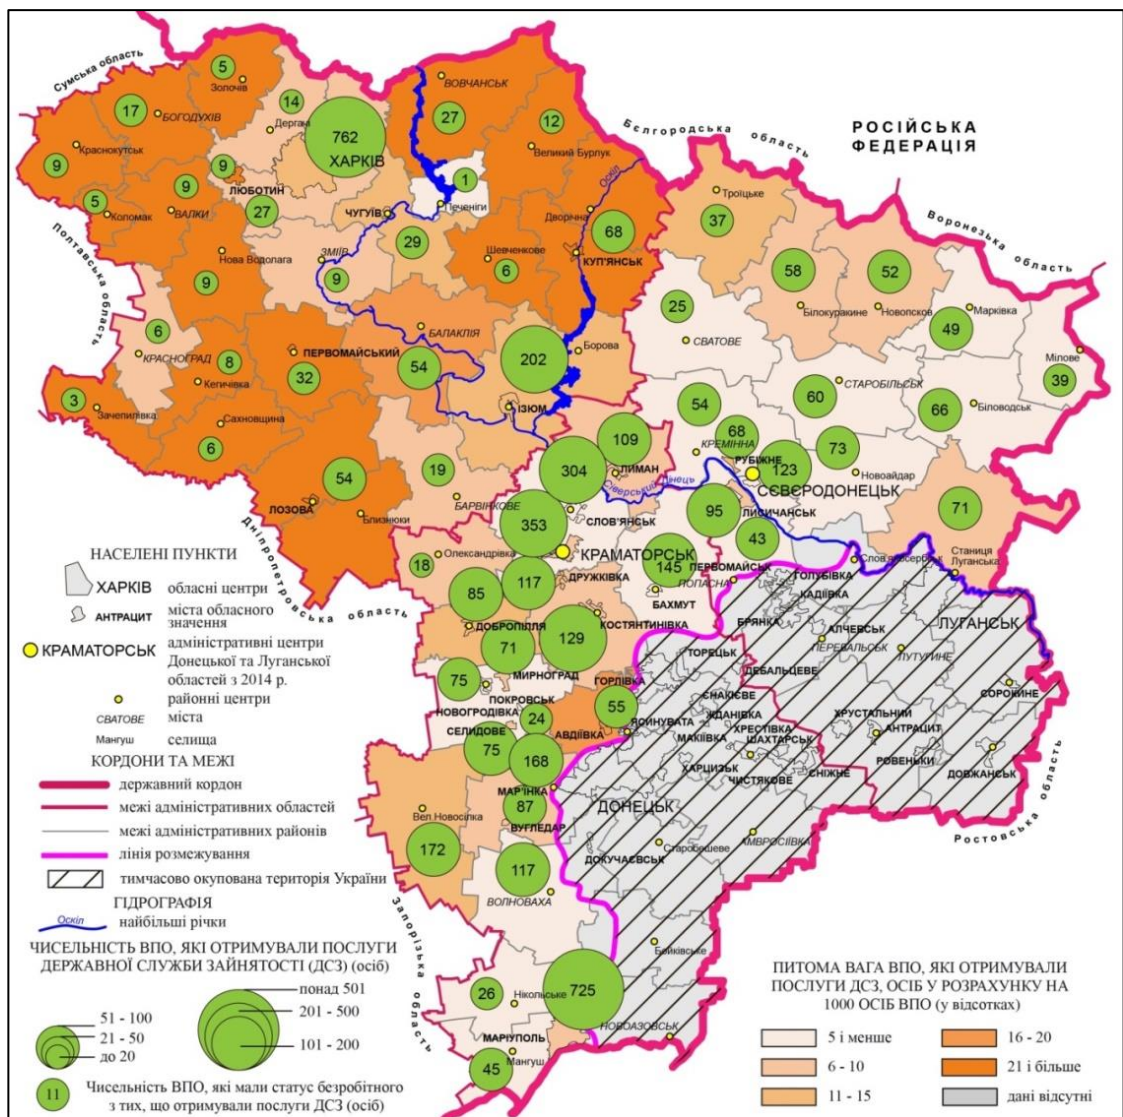 Сумська область
5
Золочів
17
БОГОДУХІВ
14
Дергачі
762
ХАРКІВ
ВОВЧАНСЬК
27
12
Великий Бурлук
Бєлгородська область
РОСІЙСЬКА
ФЕДЕРАЦІЯ
Краснокутськ
9
9
ЛЮБОТИН
27
1
Печеніги
ЧУГУЇВ
5
Коломак
9
ВАЛКИ
Полтавська область
Нова Водолага
9
ЗМІЇВ
9
29
Шевченкове
6
Дворічна
Оскіл
68
КУП'ЯНСЬК
Троїцьке
37
Воронезька область
58
Білокуракине
52
Новопсков
Марківка
49
Мілове
39
25
СВАТОВЕ
6
КРАСНОГРАД
8
Кегичівка
ПЕРВОМАЙСЬКИЙ
32
БАЛАКЛІЯ
54
202
Борова
ІЗЮМ
3
Зачепилівка
Сахновщина
6
54
ЛОЗОВА
Близнюки
19
БАРВІНКОВЕ
Дніпропетровська область
СТАРОБІЛЬСЬК
60
66
Біловодськ
54
68
КРЕМІННА
РУБІЖНЕ
123
73
Новоайдар
СЄВЄРОДОНЕЦЬК
109
ЛИМАН
304
Сіверський Донець
95
ЛИСИЧАНСЬК
43
71
Станиця
Луганська
Слов'яносербськ
353
СЛОВ'ЯНСЬК
КРАМАТОРСЬК
145
ПЕРВОМАЙСЬК
ПОПАСНА
БАХМУТ
18
Олександрівка
117
ДРУЖКІВКА
85
ДОБРОПІЛЛЯ
КОСТЯНТИНІВКА
129
71
МИРНОГРАД
75
ПОКРОВСЬК
НОВОГРОДІВКА
24
СЕЛИДОВЕ
75
АВДІЇВКА
55
ГОРЛІВКА
ЯСИНУВАТА
168
МАР'ЇНКА
87
ВУГЛЕДАР
Вел.Новосілка
172
117
ВОЛНОВАХА
Запорізька область
26
Нікольське
725
МАРІУПОЛЬ
Мангуш
45
НОВОАЗОВСЬК
Бойківське
ГОЛУБІВКА
КАДІЇВКА
БРЯНКА
АЛЧЕВСЬК
ПЕРЕВАЛЬСЬК
ЛУГАНСЬК
ЛУТУГИНЕ
ТОРЕЦЬК
ДЕБАЛЬЦЕВЕ
СОРОКИНЕ
ЄНАКІЄВЕ
ЖДАНІВКА
ХРЕСТІВКА
МАКІЇВКА
ШАХТАРСЬК
ХРУСТАЛЬНИЙ
АНТРАЦИТ
РОВЕНЬКИ
ДОВЖАНСЬК
ХАРЦИЗЬК
ЧИСТЯКОВЕ
СНІЖНЕ
ДОНЕЦЬК
АМВРОСІЇВКА
Старобешеве
ДОКУЧАЄВСЬК
Ростовська область
НАСЕЛЕНІ ПУНКТИ
ХАРКІВ обласні центри
АНТРАЦИТ міста обласного
значення
КРАМАТОРСЬК адміністративні центри
Донецької та Луганської
областей з 2014 р.
районні центри
СВАТОВЕ міста
Мангуш селища
КОРДОНИ ТА МЕЖІ
державний кордон
межі адміністративних областей
межі адміністративних районів
лінія розмежування
тимчасово окупована територія України
ГІДРОГРАФІЯ
Оскіл найбільші річки
ЧИСЕЛЬНІСТЬ ВПО, ЯКІ ОТРИМУВАЛИ ПОСЛУГИ
ДЕРЖАВНОЇ СЛУЖБИ ЗАЙНЯТОСТІ (ДСЗ) (осіб)
понад 501
201 - 500
101 - 200
51 - 100
21 - 50
до 20
11 Чисельність ВПО, які мали статус безробітного
з тих, що отримували послуги ДСЗ (осіб)
ПИТОМА ВАГА ВПО, ЯКІ ОТРИМУВАЛИ
ПОСЛУГИ ДСЗ, ОСІБ У РОЗРАХУНКУ НА
1000 ОСІБ ВПО (у відсотках)
5 і менше
6 - 10
11 - 15
16 - 20
21 і більше
дані відсутні